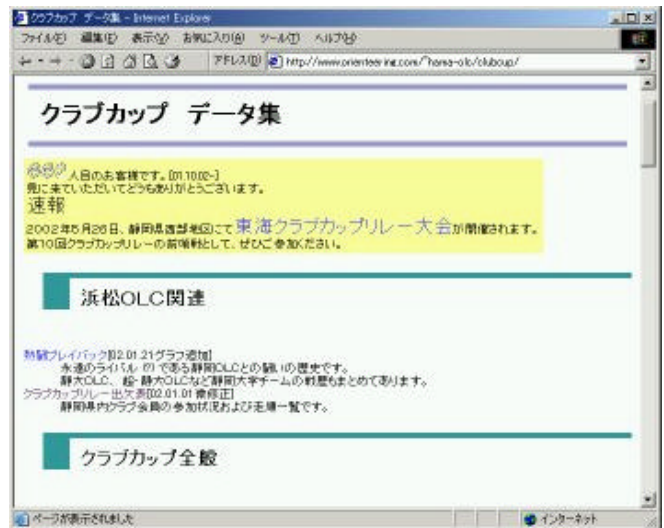 クラブカップ データ集 - Internet Explorer
ファイル(F) 編集(E) 表示(V) お気に入り(A) ツール(T) ヘルプ(H)
アドレス(D) http://www.orienteering.com/~hama-olc/clubcup/
クラブカップ データ集
人目のお客様です。[01.10.02-]
見に来ていただいてどうもありがとうございます。
速報
2002年5月26日、静岡県西部地区にて東海クラブカップリレー大会が開催されます。
第10回クラブカップリレーの前哨戦として、ぜひご参加ください。
浜松OLC関連
熱闘プレイバック[02.01.21グラフ追加]
永遠のライバル(?)である静岡OLCとの闘いの歴史です。
静大OLC、超・静大OLCなど静岡大学チームの戦歴もまとめてあります。
クラブカップリレー出欠表[02.01.01 修正]
静岡県内クラブ会員の参加状況および走順一覧です。
クラブカップ全般
ページが表示されました
インターネット